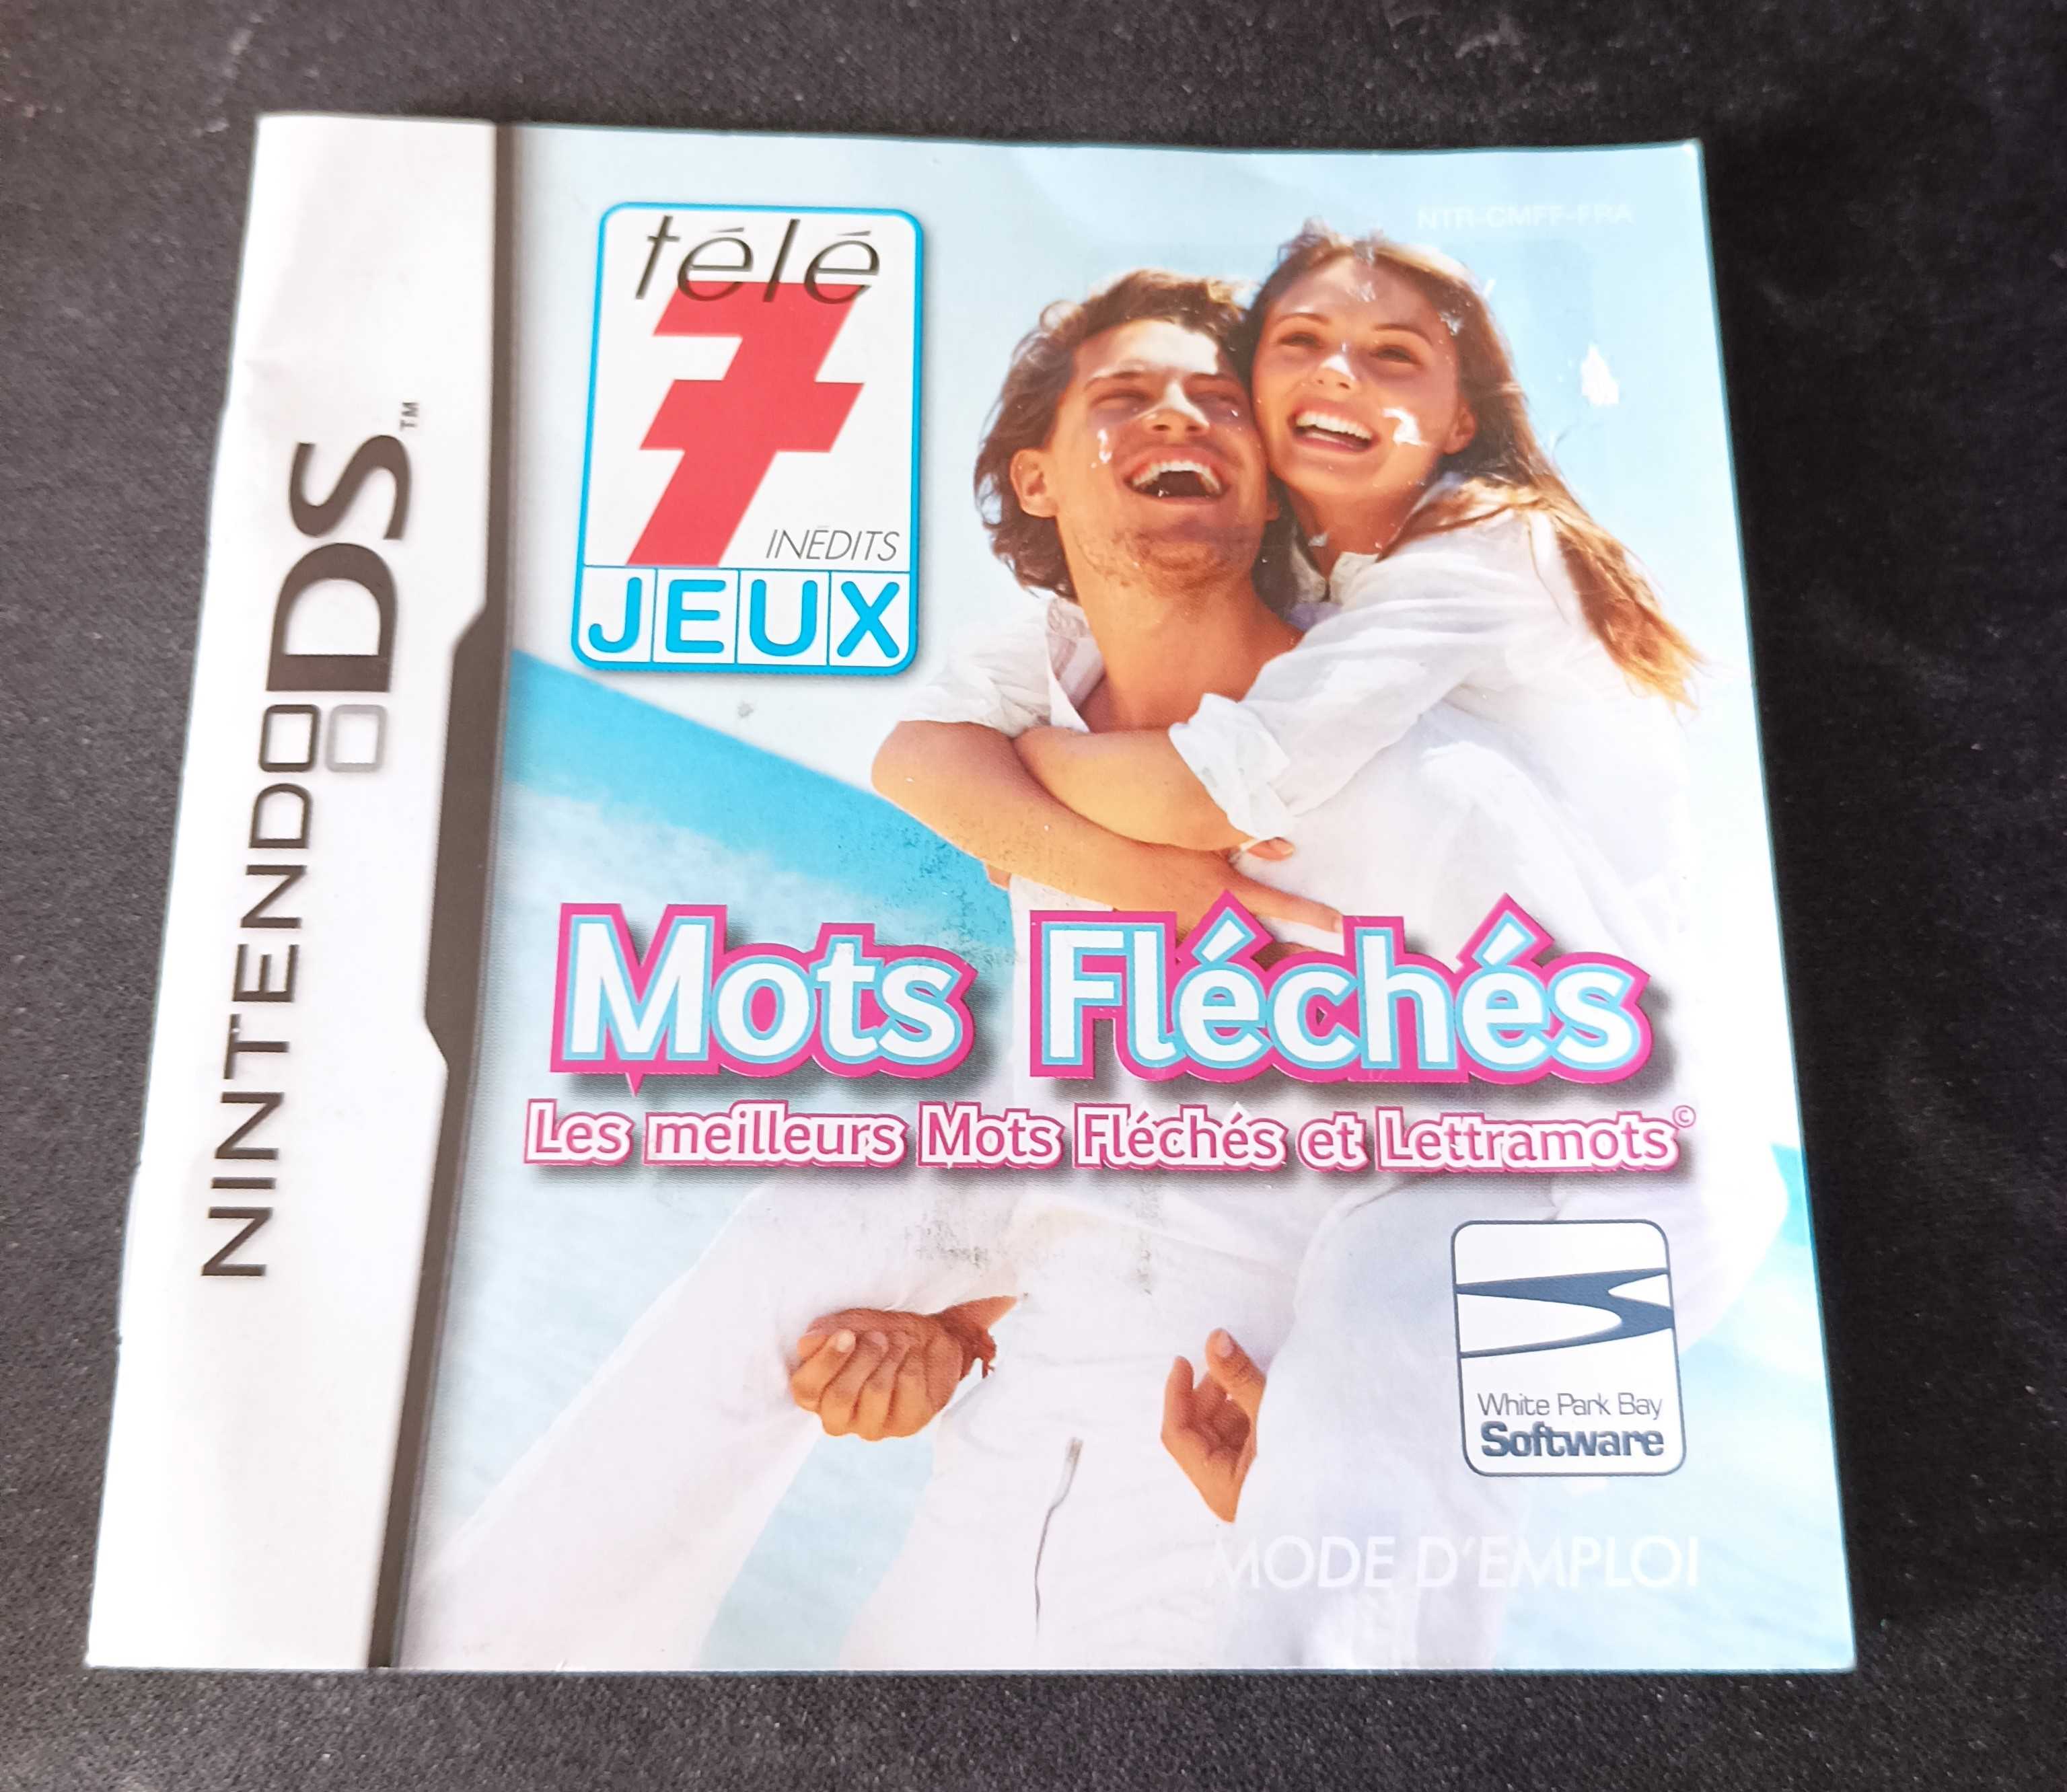 NINTENDO DS™
NTR-CMFF-FRA
télé
7
INÉDITS
JEUX
Mots Fléchés
Les meilleurs Mots Fléchés et Lettramots©
White Park Bay
Software
MODE D'EMPLOI